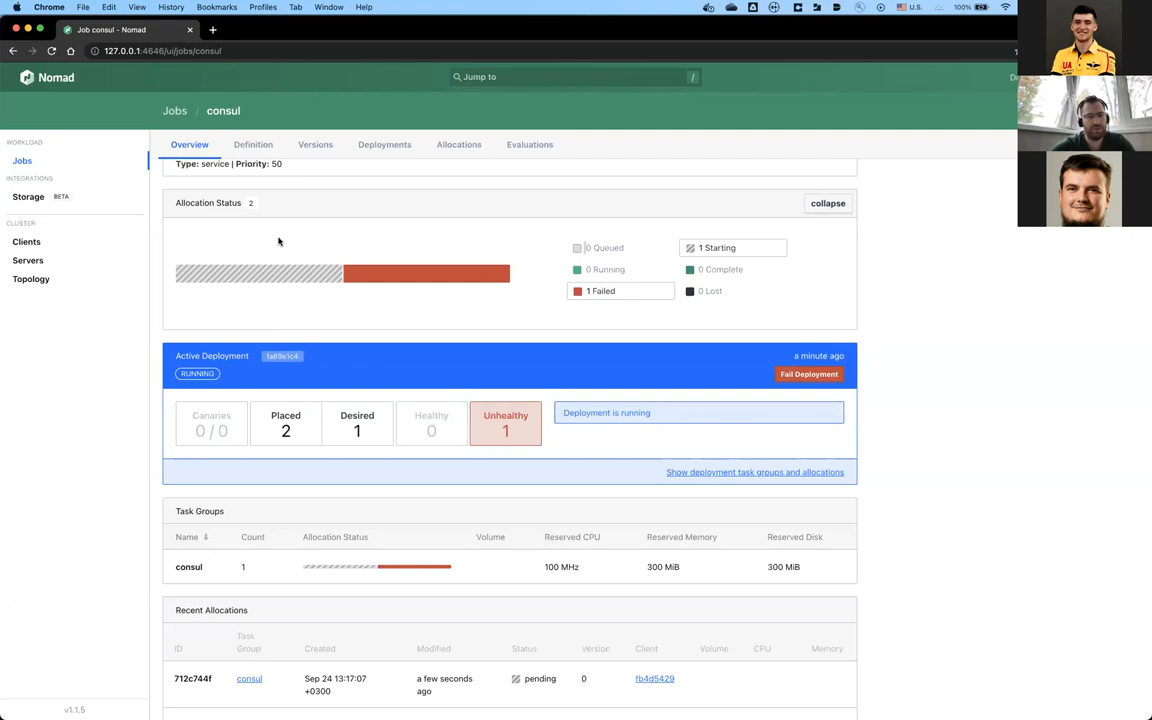 Chrome File Edit View History Bookmarks Profiles Tab Window Help U.S. 100%
Job consul - Nomad
127.0.0.1:4646/ui/jobs/consul
Nomad Jump to /
Jobs / consul
WORKLOAD
Jobs
INTEGRATIONS
Storage BETA
CLUSTER
Clients
Servers
Topology
v1.1.5
Overview Definition Versions Deployments Allocations Evaluations
Type: service | Priority: 50
Allocation Status 2 collapse
0 Queued 1 Starting
0 Running 0 Complete
1 Failed 0 Lost
Active Deployment fa89e1c4 a minute ago
RUNNING Fail Deployment
Canaries Placed Desired Healthy Unhealthy Deployment is running
0 / 0 2 1 0 1
Show deployment task groups and allocations
Task Groups
Name Count Allocation Status Volume Reserved CPU Reserved Memory Reserved Disk
consul 1 100 MHz 300 MiB 300 MiB
Recent Allocations
ID Task Group Created Modified Status Version Client Volume CPU Memory
712c744f consul Sep 24 13:17:07 +0300 a few seconds ago pending 0 fb4d5429
UA